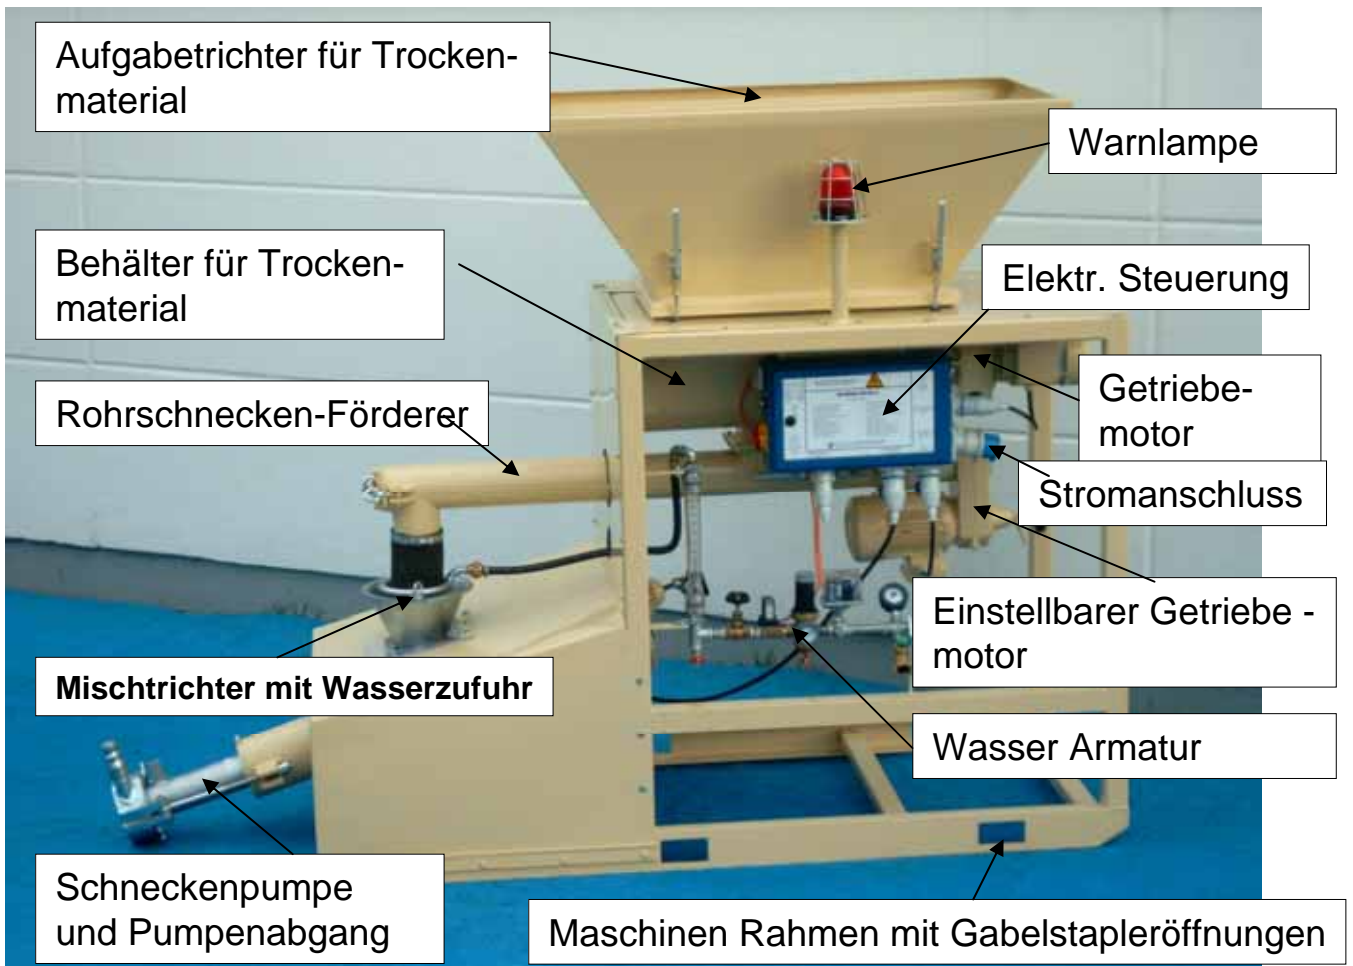 Aufgabetrichter für Trocken-
material
Warnlampe
Behälter für Trocken-
material
Elektr. Steuerung
Rohrschnecken-Förderer
Getriebe-
motor
Stromanschluss
Einstellbarer Getriebe -
motor
Mischtrichter mit Wasserzufuhr
Wasser Armatur
Schneckenpumpe
und Pumpenabgang
Maschinen Rahmen mit Gabelstapleröffnungen